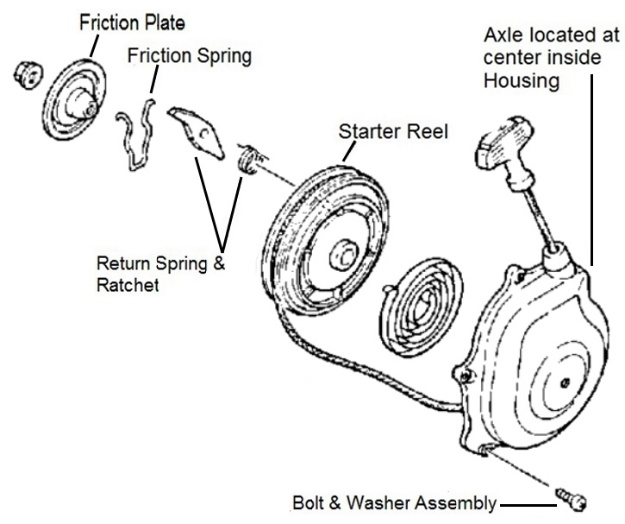 Friction Plate
Friction Spring
Axle located at
center inside
Housing
Starter Reel
Return Spring &
Ratchet
Bolt & Washer Assembly